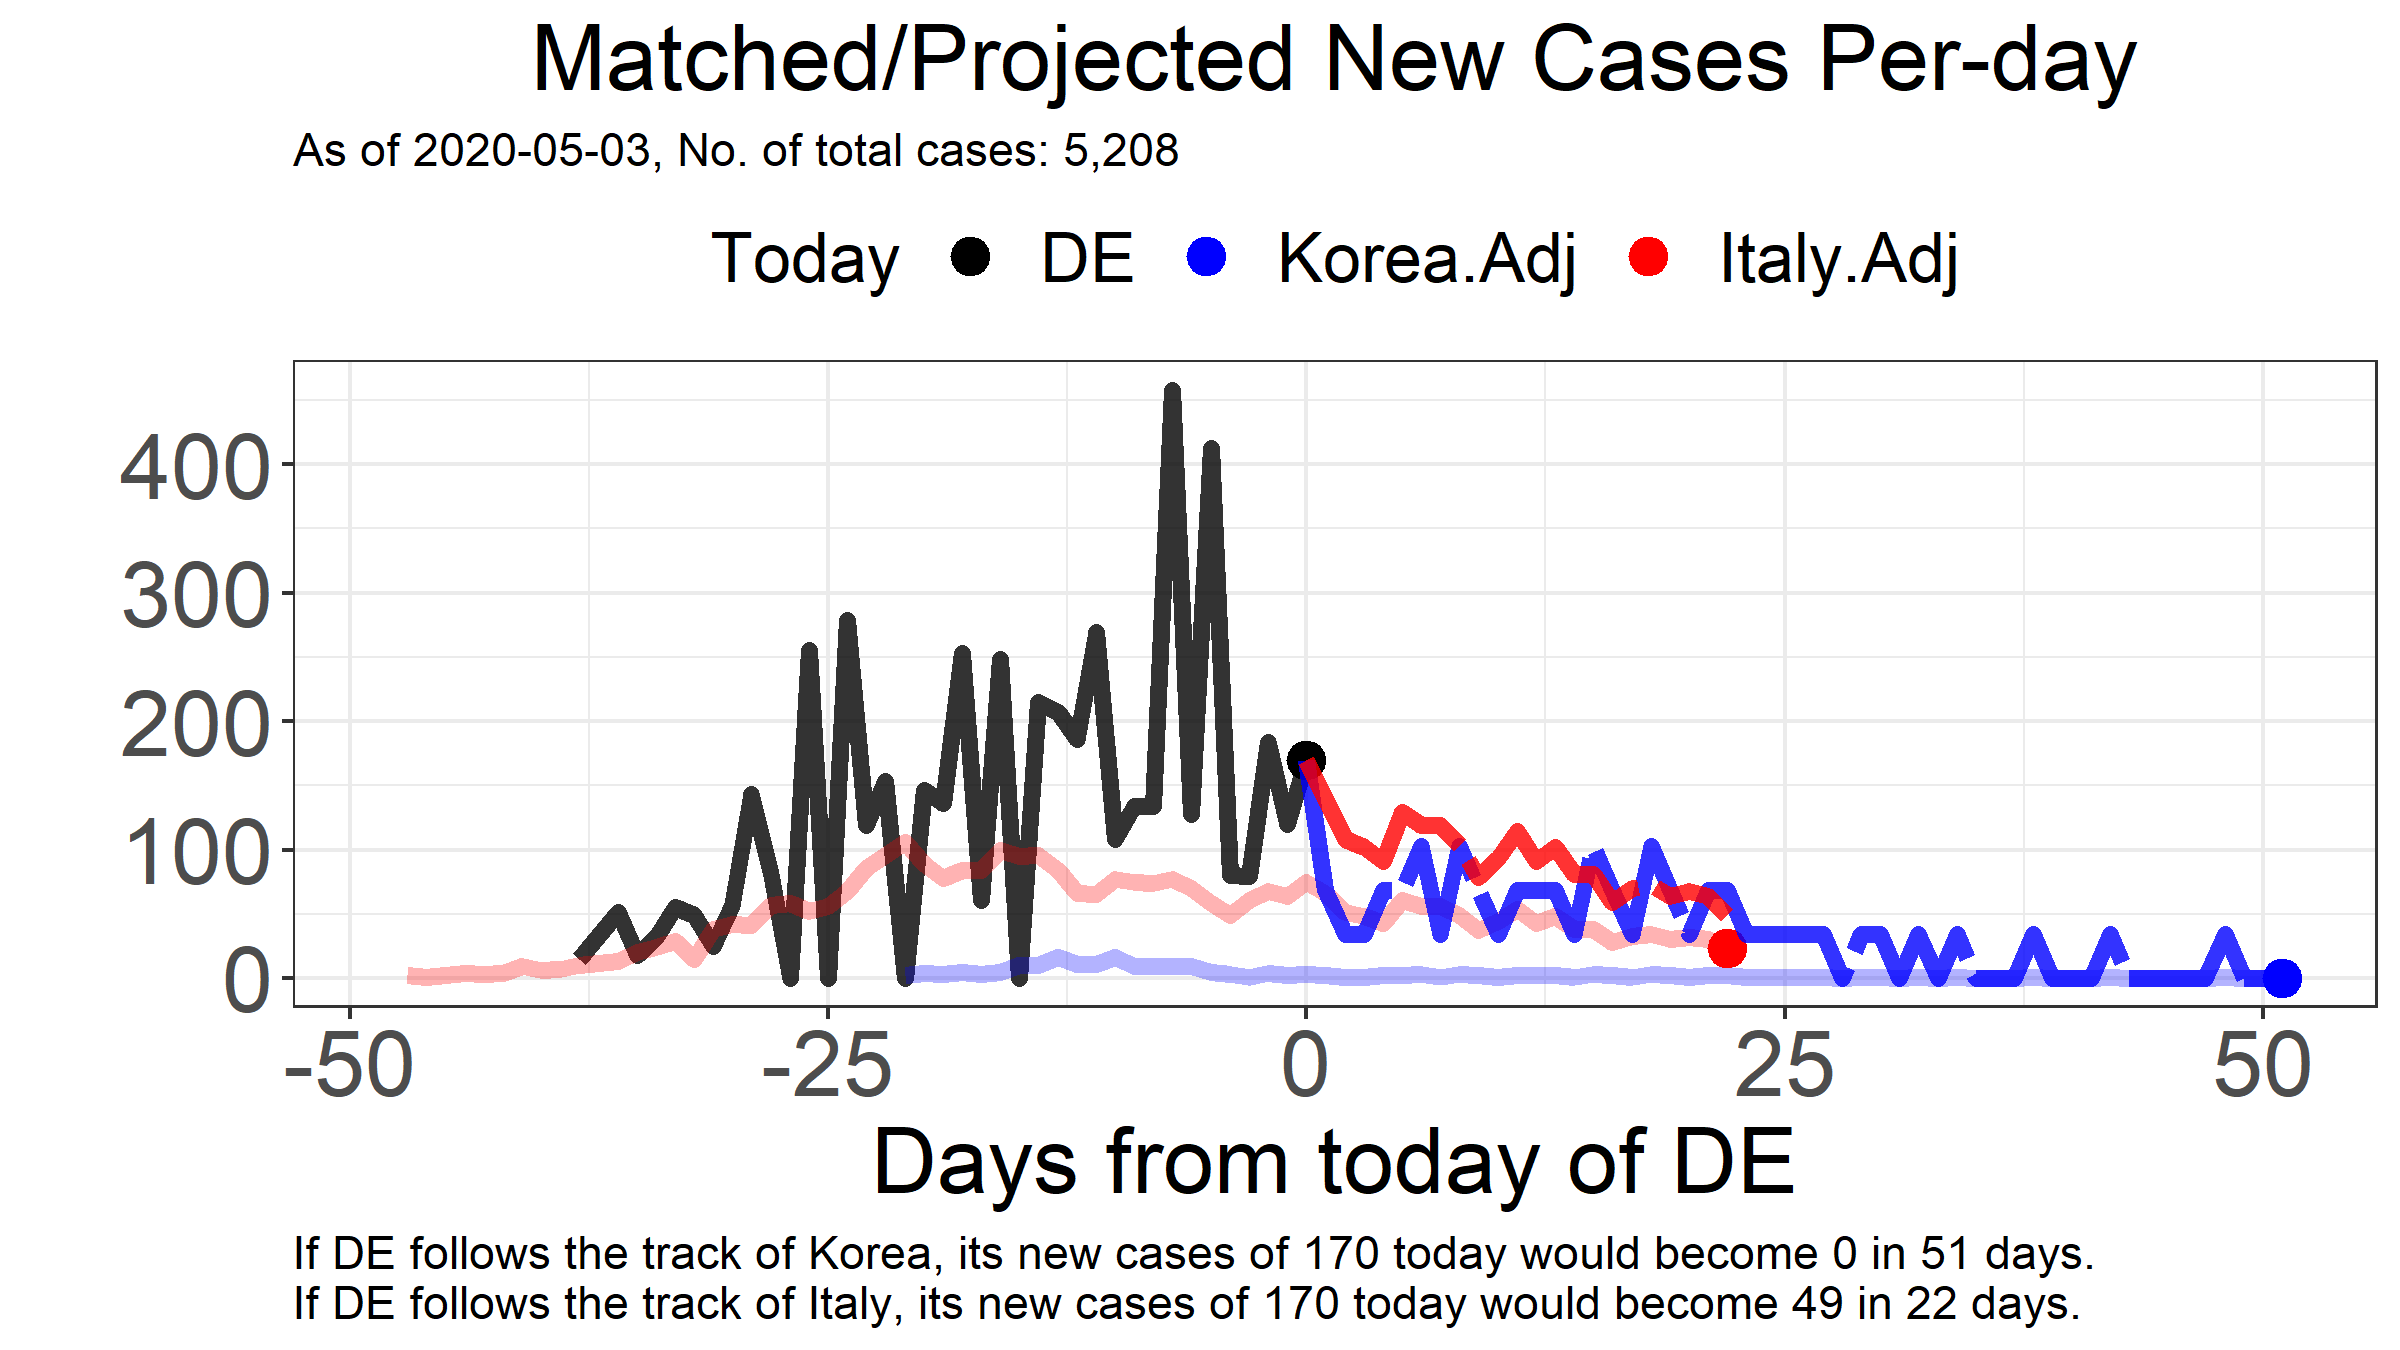 Matched/Projected New Cases Per-day
As of 2020-05-03, No. of total cases: 5,208
Today DE Korea.Adj Italy.Adj
400
300
200
100
0
-50 -25 0 25 50
Days from today of DE
If DE follows the track of Korea, its new cases of 170 today would become 0 in 51 days.
If DE follows the track of Italy, its new cases of 170 today would become 49 in 22 days.